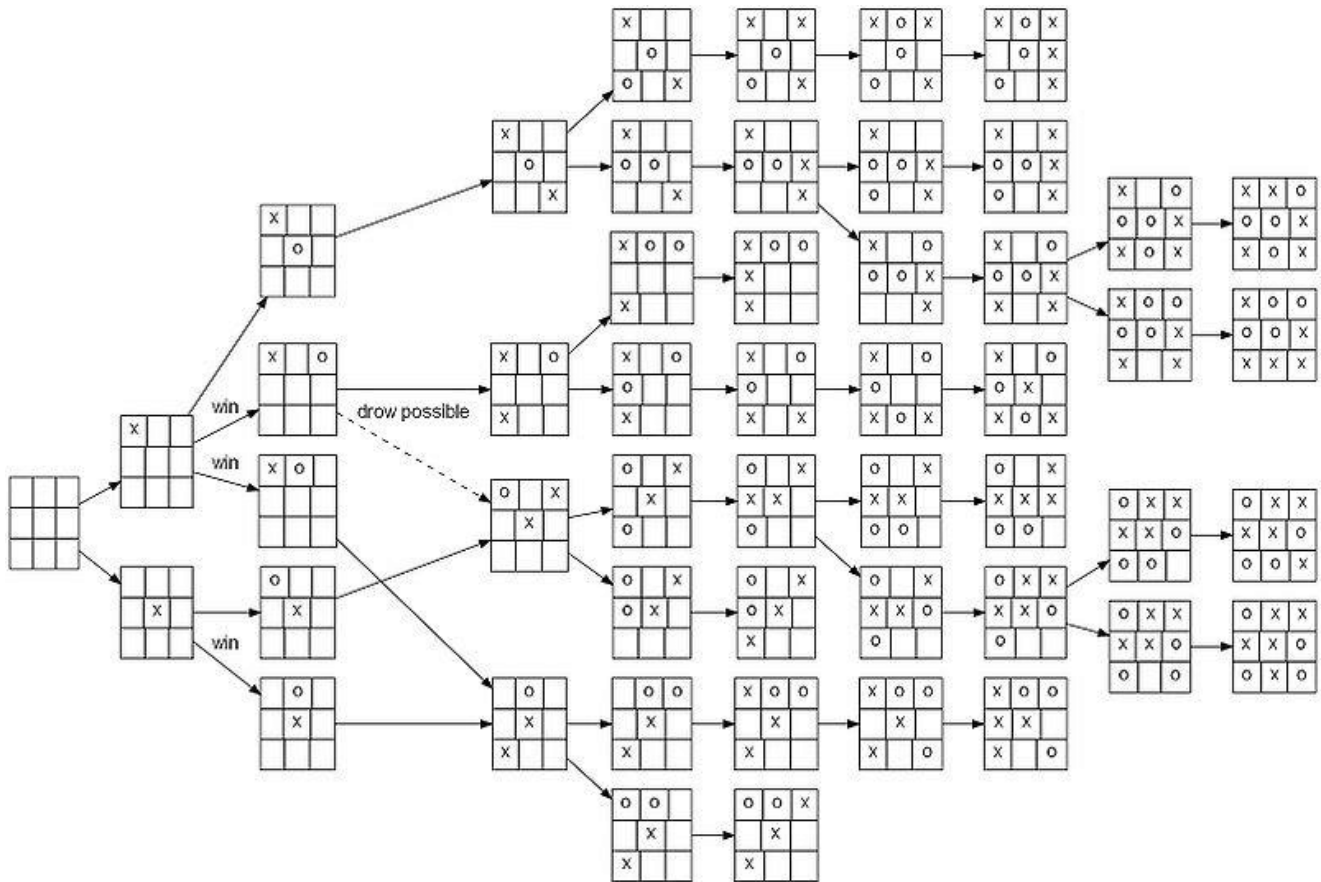 X X X X O X X O X
O O O O X
O X O X O X O X
X X X X X X
O O O O O X O O X O O X
X O X X O
X X X O X O X
X O O X O O X
O X O O X O O X O X O X O X
X O O X O O X
X X X X X X O O X O O
O O X O O X
X O X O X O X O X O X O
X X X X X
O O O O X
win
drow possible
X X X O X X O X
X
win
X O O X O X O X O X
O X
X X X X X X X X O X X O X X
X
O O O O O O
X X O X X O
O O X O O X
O O X O X O X O X X
X X O X O X X X O X X O O X X O X X
win
X O O
X X O X X O
O O O X O
O O O O X O O X O O X O O
X X X X X X X
X X X X O X O
O O O O X
X X
X X